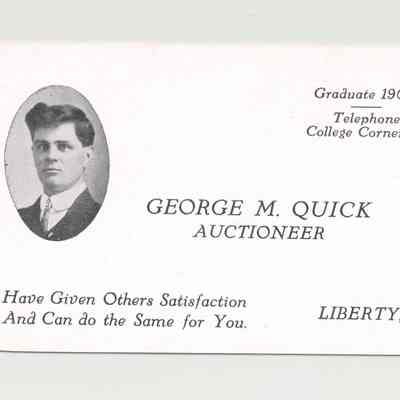 Graduate 190
Telephone
College Corner
GEORGE M. QUICK
AUCTIONEER
Have Given Others Satisfaction
And Can do the Same for You.
LIBERTY,